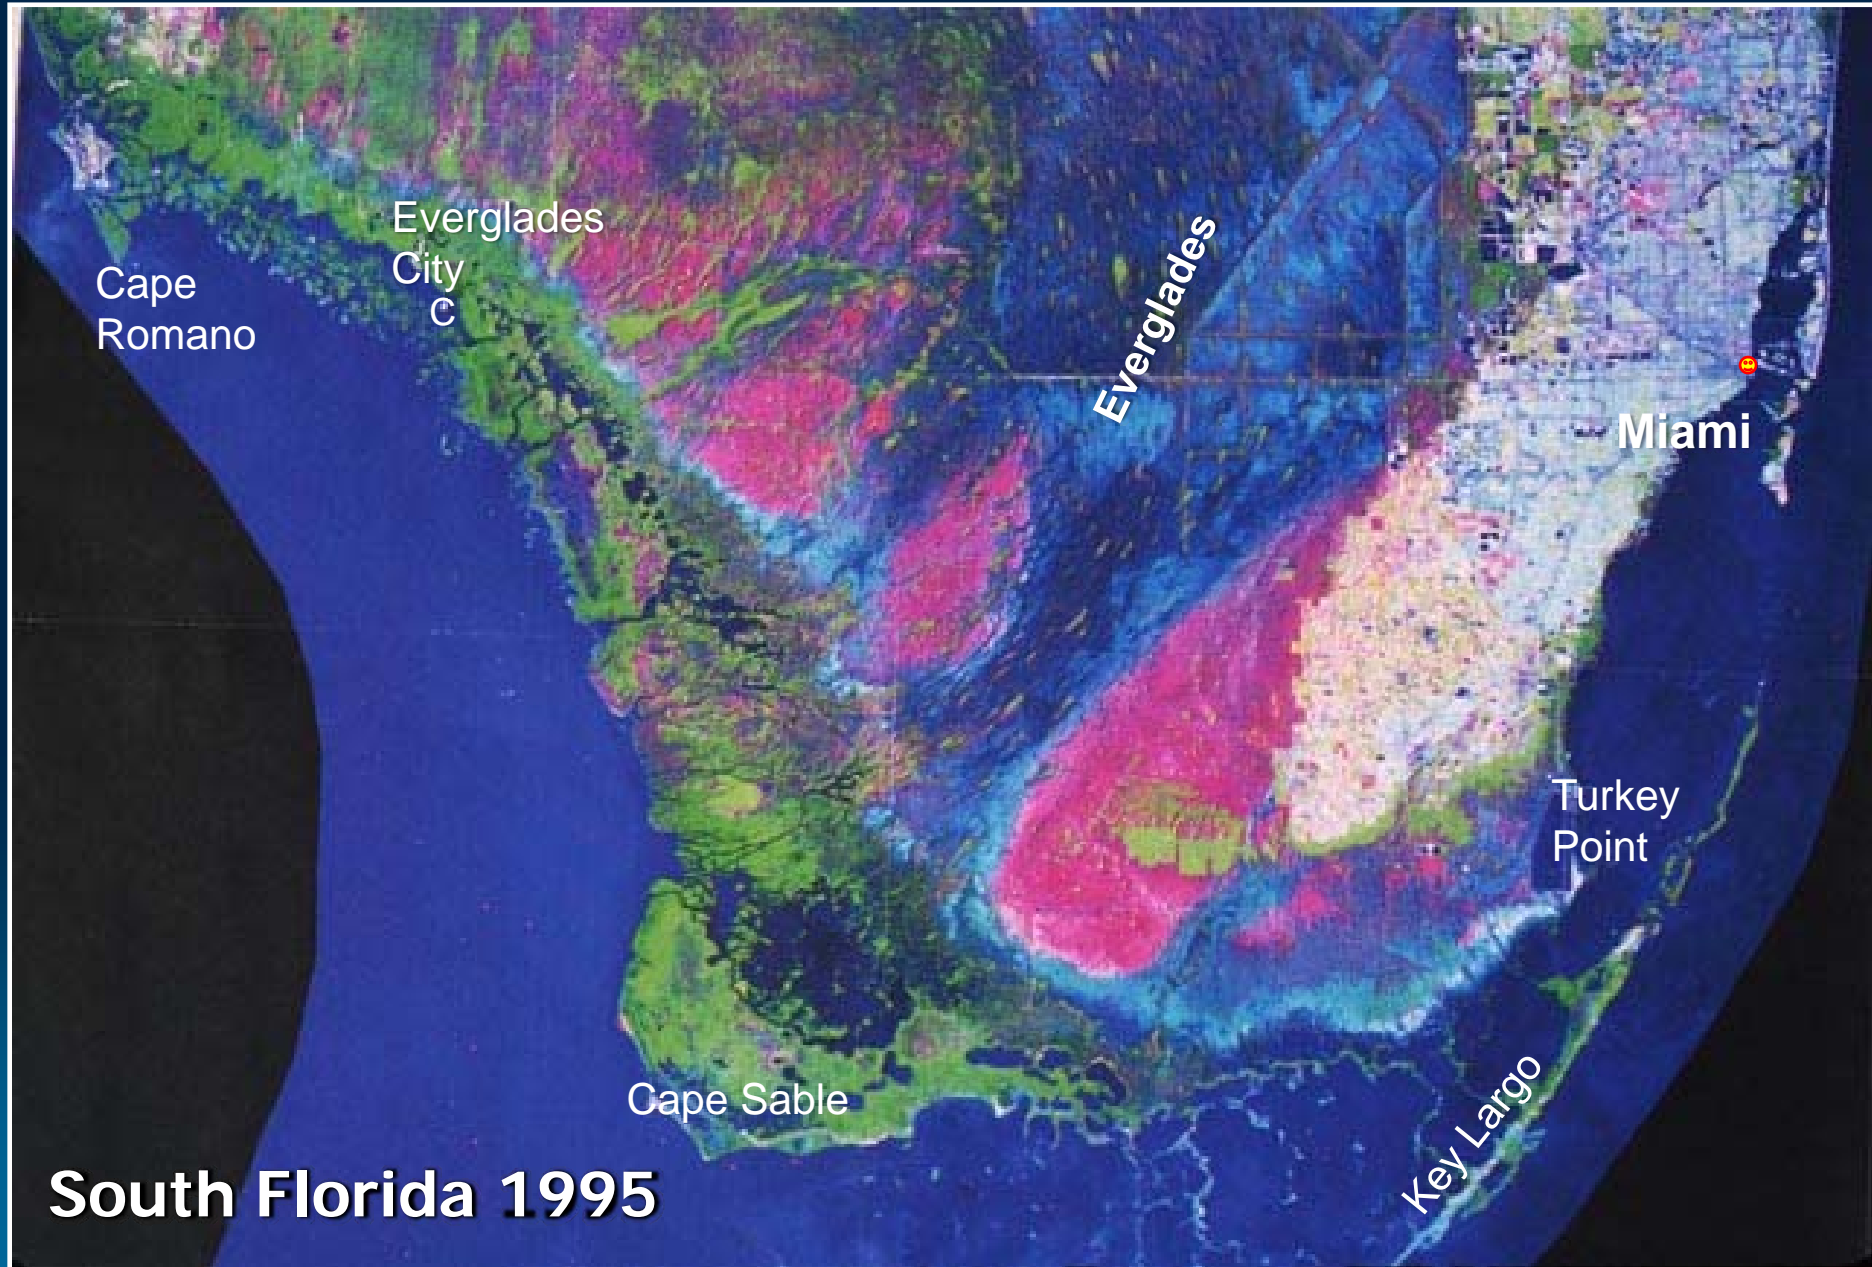 Everglades
City
C
Cape
Romano
Everglades
Miami
Turkey
Point
Cape Sable
Key Largo
South Florida 1995